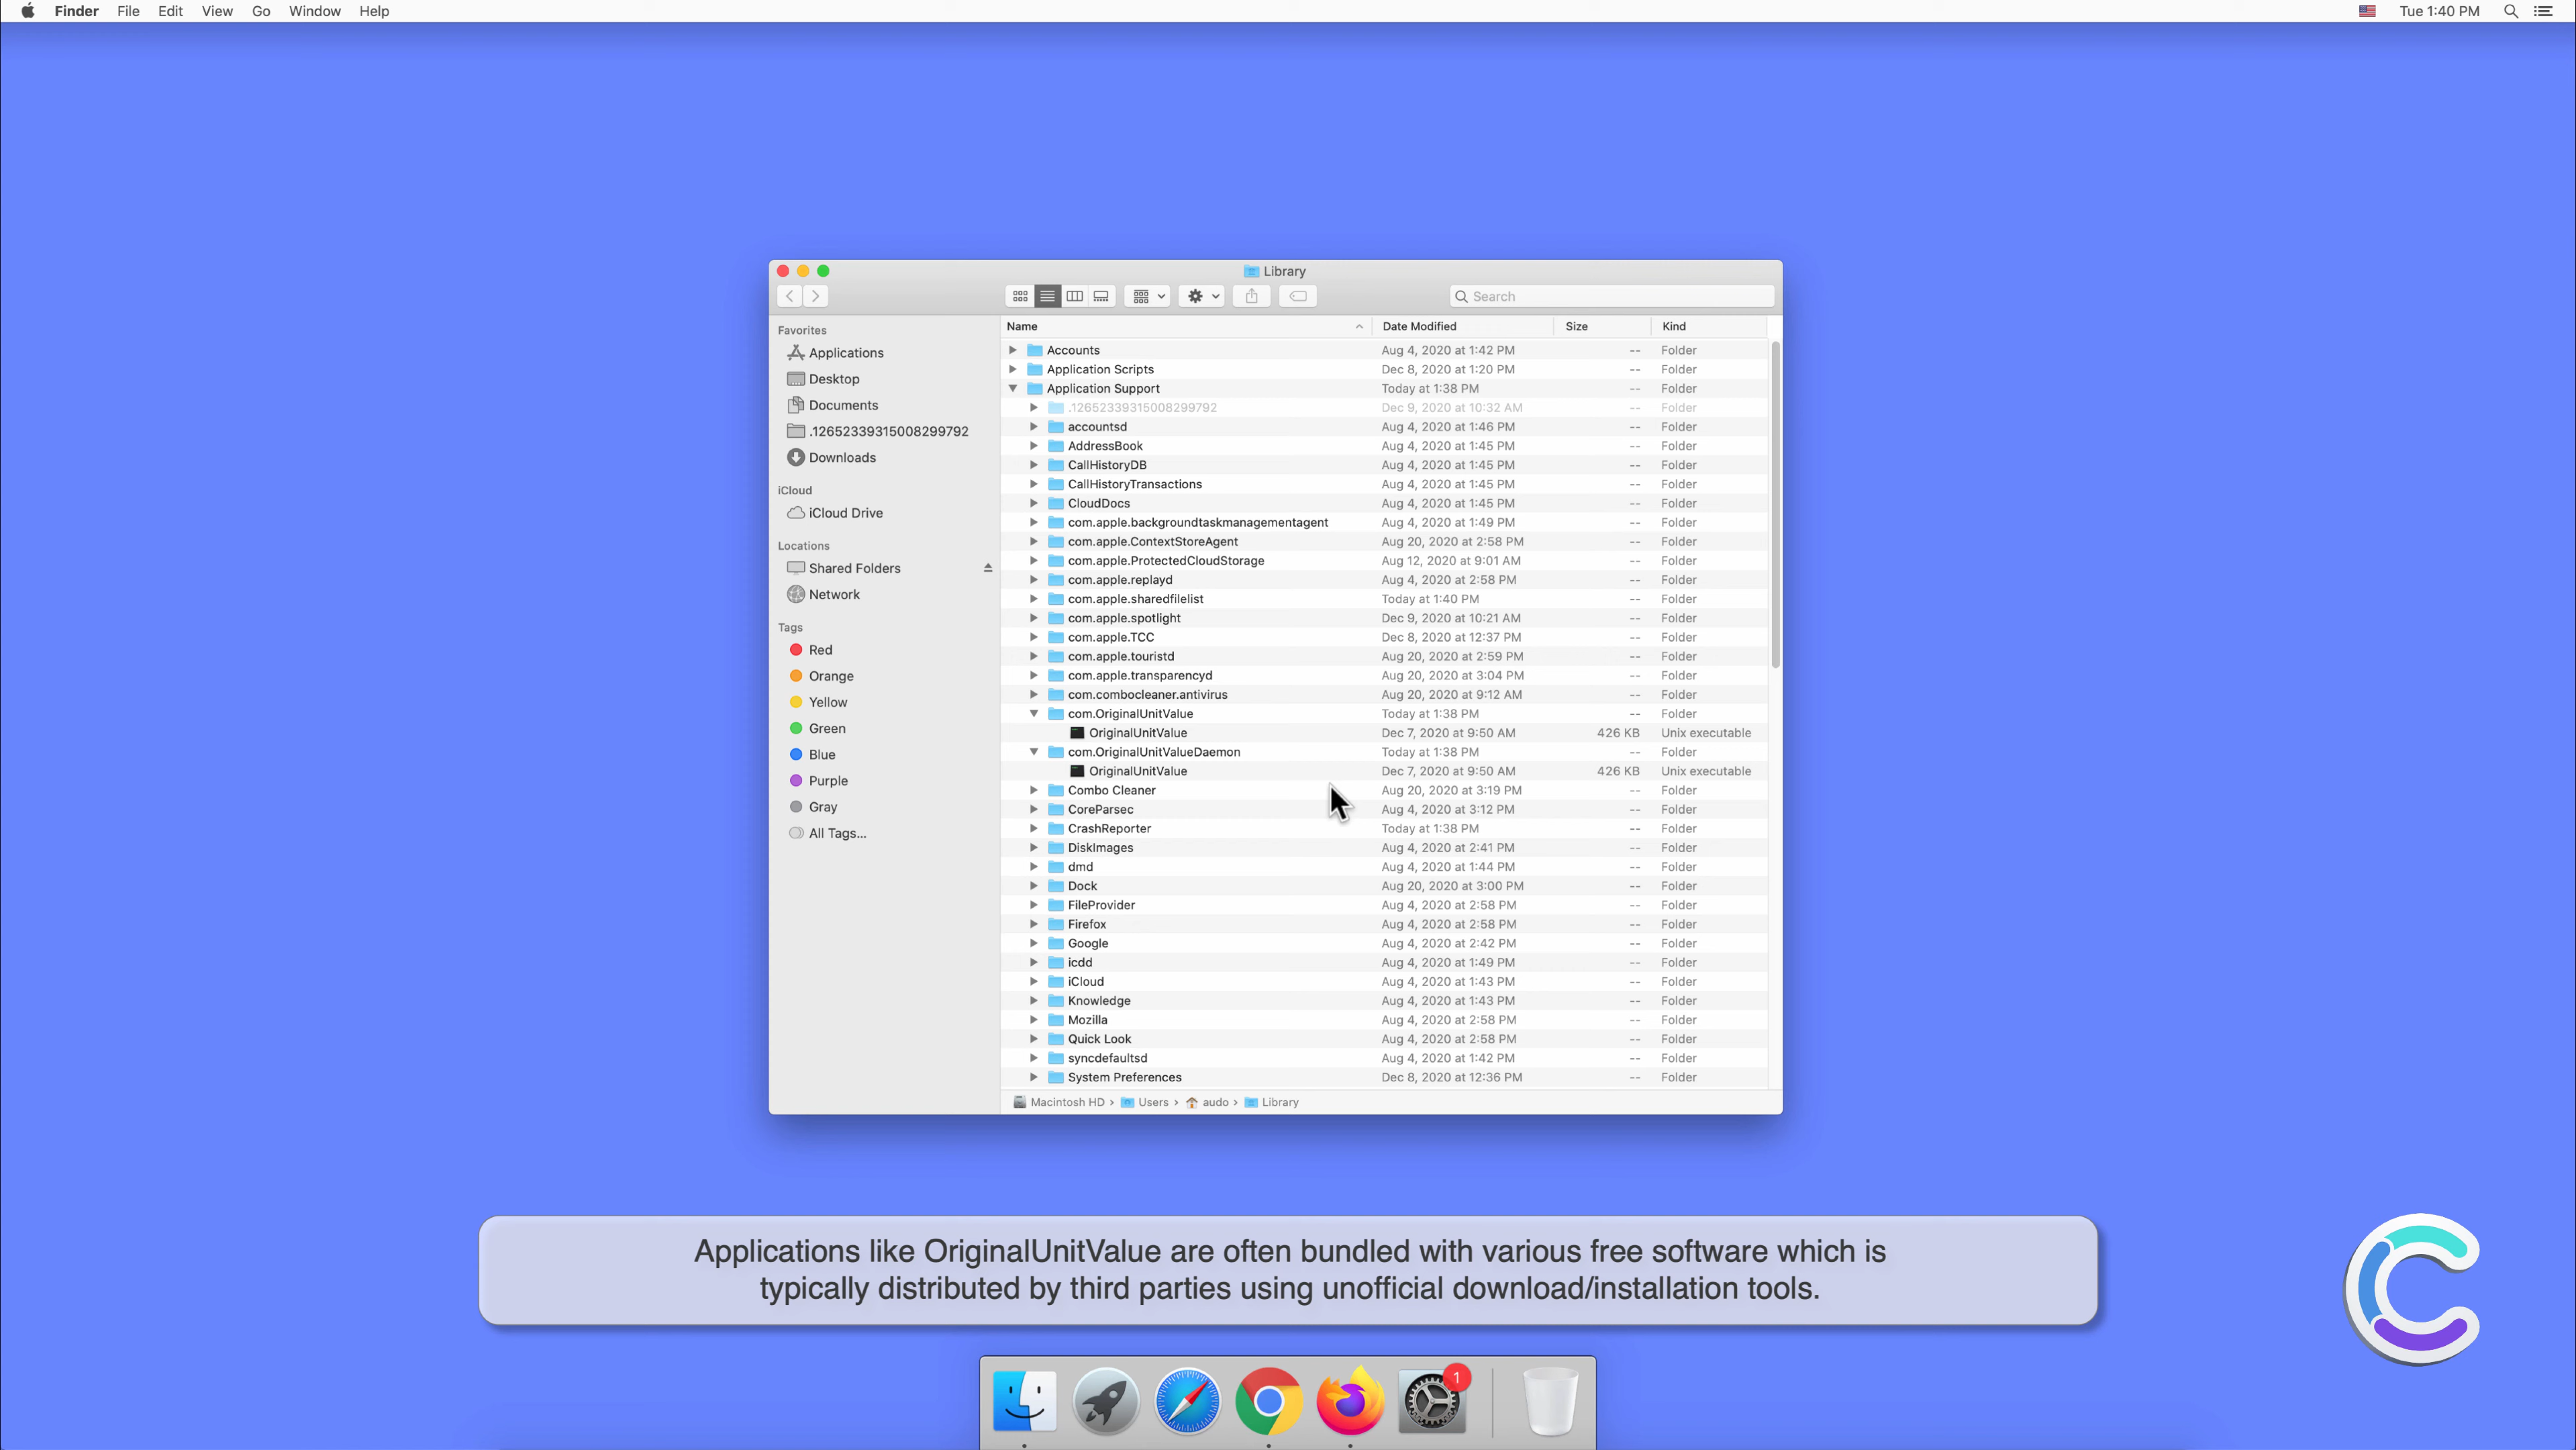 Finder File Edit View Go Window Help Tue 1:40 PM
Library
Search
Favorites
Applications
Desktop
Documents
.12652339315008299792
Downloads
iCloud
iCloud Drive
Locations
Shared Folders
Network
Tags
Red
Orange
Yellow
Green
Blue
Purple
Gray
All Tags...
Name Date Modified Size Kind
Accounts Aug 4, 2020 at 1:42 PM -- Folder
Application Scripts Dec 8, 2020 at 1:20 PM -- Folder
Application Support Today at 1:38 PM -- Folder
.12652339315008299792 Dec 9, 2020 at 10:32 AM -- Folder
accountsd Aug 4, 2020 at 1:46 PM -- Folder
AddressBook Aug 4, 2020 at 1:45 PM -- Folder
CallHistoryDB Aug 4, 2020 at 1:45 PM -- Folder
CallHistoryTransactions Aug 4, 2020 at 1:45 PM -- Folder
CloudDocs Aug 4, 2020 at 1:45 PM -- Folder
com.apple.backgroundtaskmanagementagent Aug 4, 2020 at 1:49 PM -- Folder
com.apple.ContextStoreAgent Aug 20, 2020 at 2:58 PM -- Folder
com.apple.ProtectedCloudStorage Aug 12, 2020 at 9:01 AM -- Folder
com.apple.replayd Aug 4, 2020 at 2:58 PM -- Folder
com.apple.sharedfilelist Today at 1:40 PM -- Folder
com.apple.spotlight Dec 9, 2020 at 10:21 AM -- Folder
com.apple.TCC Dec 8, 2020 at 12:37 PM -- Folder
com.apple.touristd Aug 20, 2020 at 2:59 PM -- Folder
com.apple.transparencyd Aug 20, 2020 at 3:04 PM -- Folder
com.combocleaner.antivirus Aug 20, 2020 at 9:12 AM -- Folder
com.OriginalUnitValue Today at 1:38 PM -- Folder
OriginalUnitValue Dec 7, 2020 at 9:50 AM 426 KB Unix executable
com.OriginalUnitValueDaemon Today at 1:38 PM -- Folder
OriginalUnitValue Dec 7, 2020 at 9:50 AM 426 KB Unix executable
Combo Cleaner Aug 20, 2020 at 3:19 PM -- Folder
CoreParsec Aug 4, 2020 at 3:12 PM -- Folder
CrashReporter Today at 1:38 PM -- Folder
DiskImages Aug 4, 2020 at 2:41 PM -- Folder
dmd Aug 4, 2020 at 1:44 PM -- Folder
Dock Aug 20, 2020 at 3:00 PM -- Folder
FileProvider Aug 4, 2020 at 2:58 PM -- Folder
Firefox Aug 4, 2020 at 2:58 PM -- Folder
Google Aug 4, 2020 at 2:42 PM -- Folder
icdd Aug 4, 2020 at 1:49 PM -- Folder
iCloud Aug 4, 2020 at 1:43 PM -- Folder
Knowledge Aug 4, 2020 at 1:43 PM -- Folder
Mozilla Aug 4, 2020 at 2:58 PM -- Folder
Quick Look Aug 4, 2020 at 2:58 PM -- Folder
syncdefaultsd Aug 4, 2020 at 1:42 PM -- Folder
System Preferences Dec 8, 2020 at 12:36 PM -- Folder
Macintosh HD › Users › audo › Library
Applications like OriginalUnitValue are often bundled with various free software which is
typically distributed by third parties using unofficial download/installation tools.
1